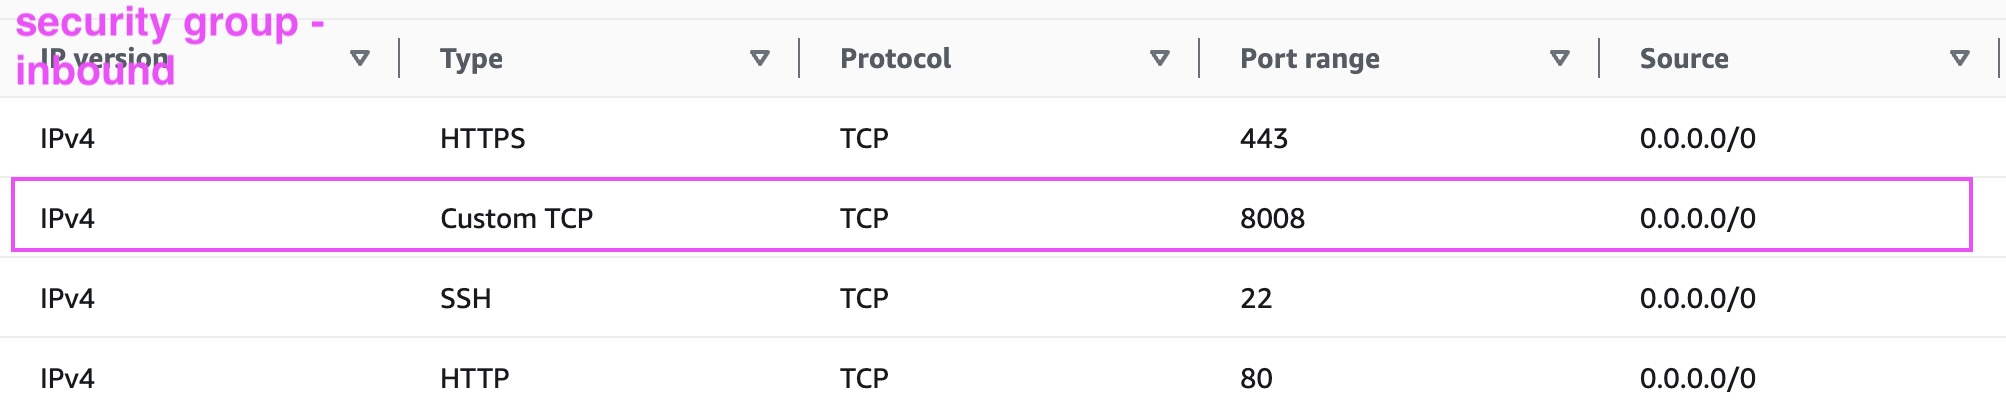 security group -
inbound
IP version Type Protocol Port range Source
IPv4 HTTPS TCP 443 0.0.0.0/0
IPv4 Custom TCP TCP 8008 0.0.0.0/0
IPv4 SSH TCP 22 0.0.0.0/0
IPv4 HTTP TCP 80 0.0.0.0/0